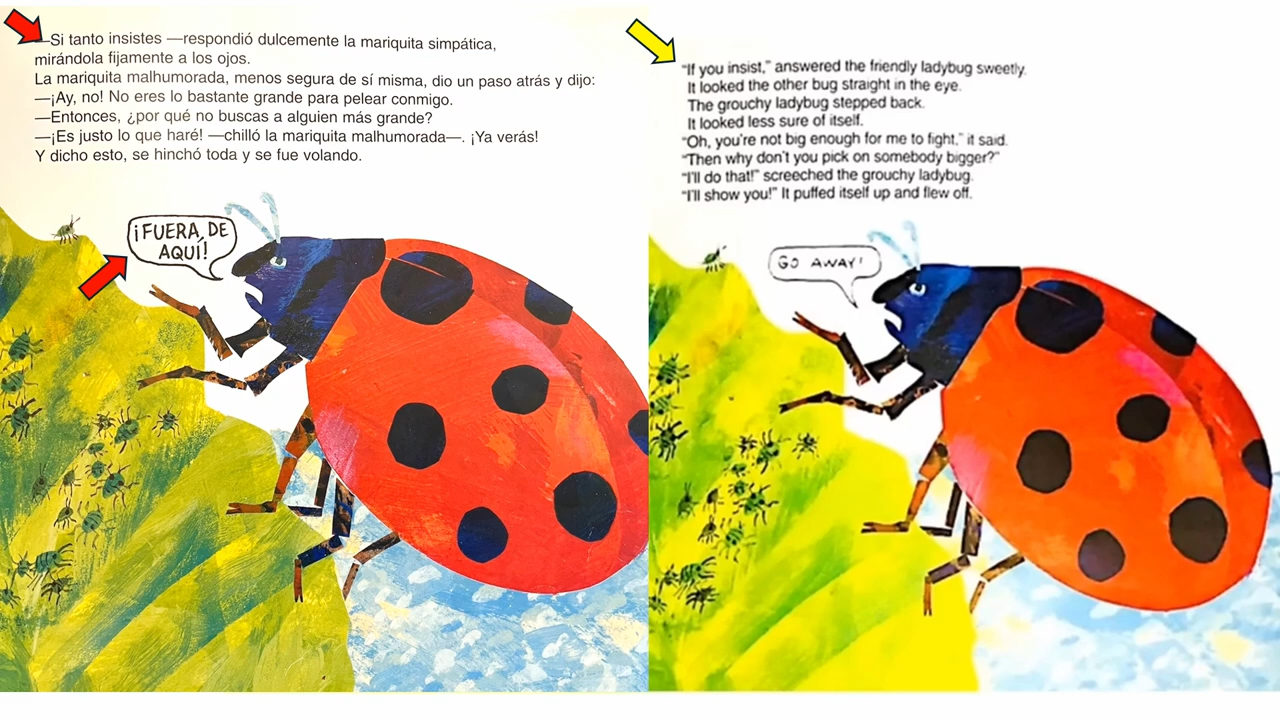 —Si tanto insistes —respondió dulcemente la mariquita simpática,
mirándola fijamente a los ojos.
La mariquita malhumorada, menos segura de sí misma, dio un paso atrás y dijo:
—¡Ay, no! No eres lo bastante grande para pelear conmigo.
—Entonces, ¿por qué no buscas a alguien más grande?
—¡Es justo lo que haré! —chilló la mariquita malhumorada—. ¡Ya verás!
Y dicho esto, se hinchó toda y se fue volando.
¡FUERA DE
AQUÍ!
“If you insist,” answered the friendly ladybug sweetly.
It looked the other bug straight in the eye.
The grouchy ladybug stepped back.
It looked less sure of itself.
“Oh, you’re not big enough for me to fight,” it said.
“Then why don’t you pick on somebody bigger?”
“I’ll do that!” screeched the grouchy ladybug.
“I’ll show you!” It puffed itself up and flew off.
GO AWAY!